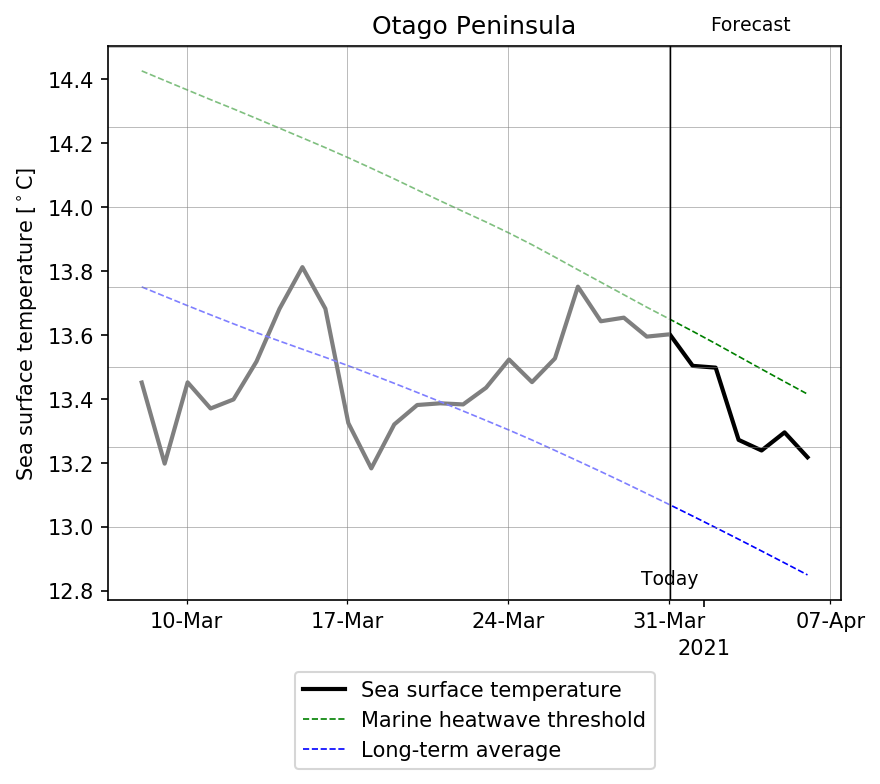 Otago Peninsula
Forecast
Sea surface temperature [°C]
14.4
14.2
14.0
13.8
13.6
13.4
13.2
13.0
12.8
Today
10-Mar 17-Mar 24-Mar 31-Mar 07-Apr
2021
Sea surface temperature
Marine heatwave threshold
Long-term average